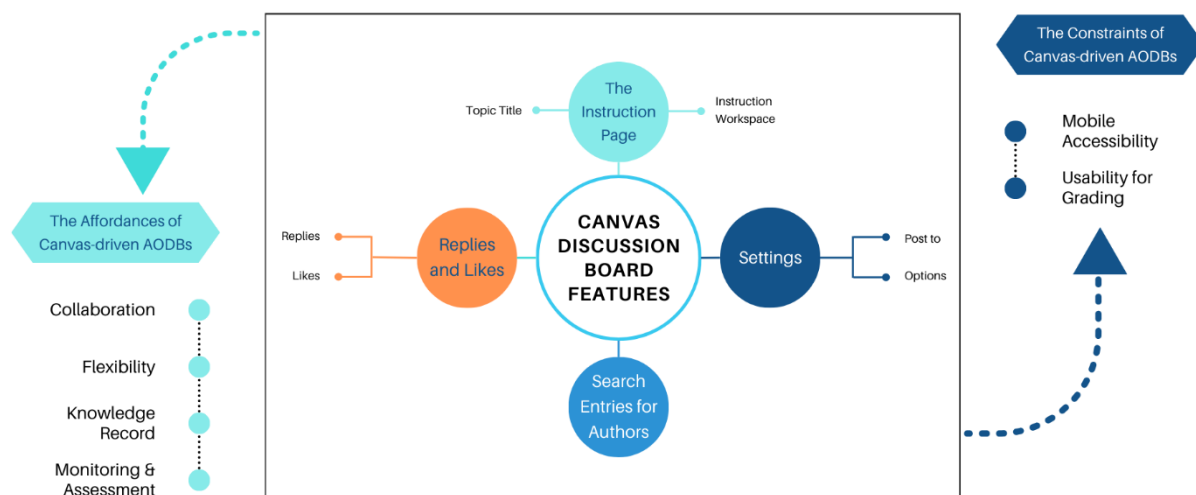 The Affordances of
Canvas-driven AODBs
Collaboration
Flexibility
Knowledge
Record
Monitoring &
Assessment
The
Instruction
Page
Topic Title
Instruction
Workspace
CANVAS
DISCUSSION
BOARD
FEATURES
Replies
and Likes
Replies
Likes
Settings
Post to
Options
Search
Entries for
Authors
The Constraints of
Canvas-driven AODBs
Mobile
Accessibility
Usability for
Grading